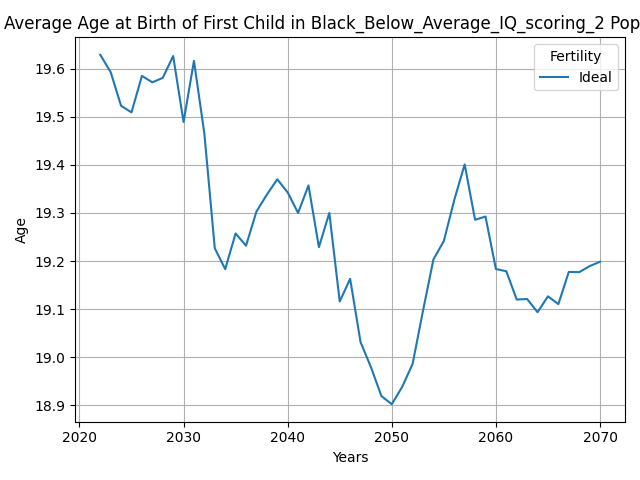 Average Age at Birth of First Child in Black_Below_Average_IQ_scoring_2 Pop
Fertility
Ideal
19.6
19.5
19.4
19.3
19.2
19.1
19.0
18.9
Age
2020 2030 2040 2050 2060 2070
Years